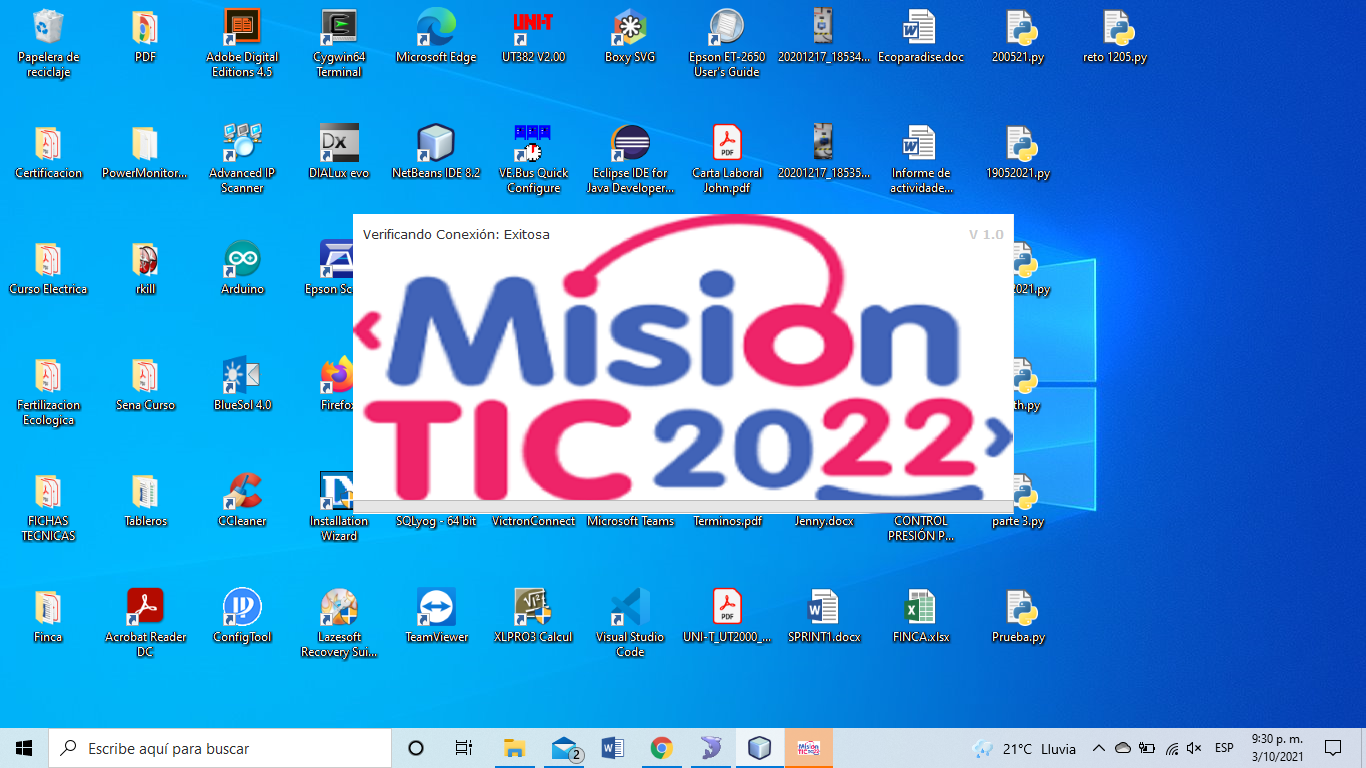 Papelera de
reciclaje
PDF
Adobe Digital
Editions 4.5
Cygwin64
Terminal
Microsoft Edge
UNI-T
UT382 V2.00
Boxy SVG
Epson ET-2650
User's Guide
20201217_18534...
Ecoparadise.doc
200521.py
reto 1205.py
Certificacion
PowerMonitor...
Advanced IP
Scanner
Dx
DIALux evo
NetBeans IDE 8.2
VE.Bus Quick
Configure
Eclipse IDE for
Java Developer...
PDF
Carta Laboral
John.pdf
20201217_18535...
Informe de
actividade...
19052021.py
Verificando Conexión: Exitosa
V 1.0
‹Misión
TIC 2022›
Curso Electrica
rkill
Arduino
Epson Sc
2021.py
Fertilizacion
Ecologica
Sena Curso
BlueSol 4.0
Firefox
th.py
FICHAS
TECNICAS
Tableros
CCleaner
Installation
Wizard
SQLyog - 64 bit
VictronConnect
Microsoft Teams
Terminos.pdf
Jenny.docx
CONTROL
PRESIÓN P...
parte 3.py
Finca
Acrobat Reader
DC
ConfigTool
Lazesoft
Recovery Sui...
TeamViewer
XLPRO3 Calcul
Visual Studio
Code
PDF
UNI-T_UT2000_...
SPRINT1.docx
FINCA.xlsx
Prueba.py
Escribe aquí para buscar
2
21°C Lluvia
ESP
9:30 p. m.
3/10/2021